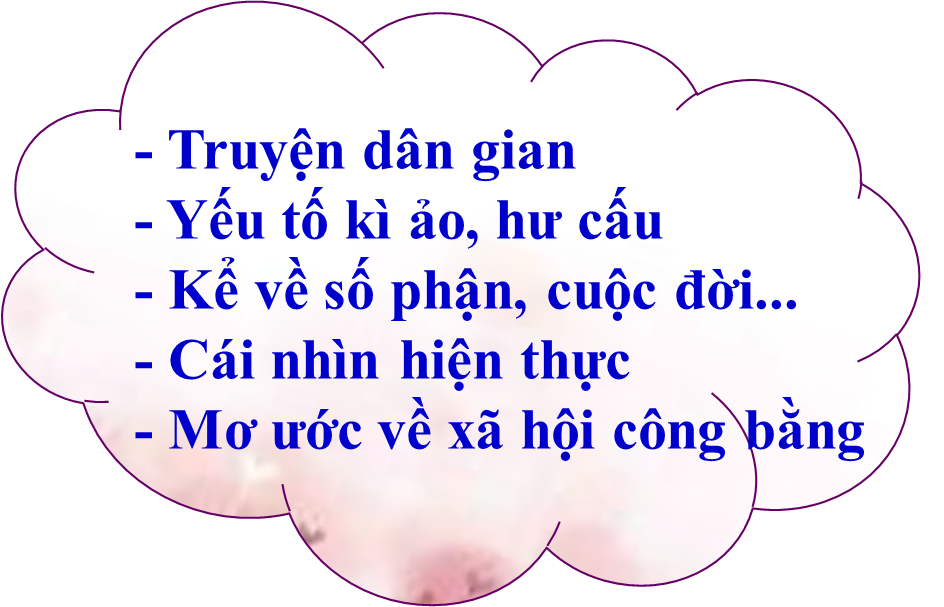 - Truyện dân gian
- Yếu tố kì ảo, hư cấu
- Kể về số phận, cuộc đời...
- Cái nhìn hiện thực
- Mơ ước về xã hội công bằng